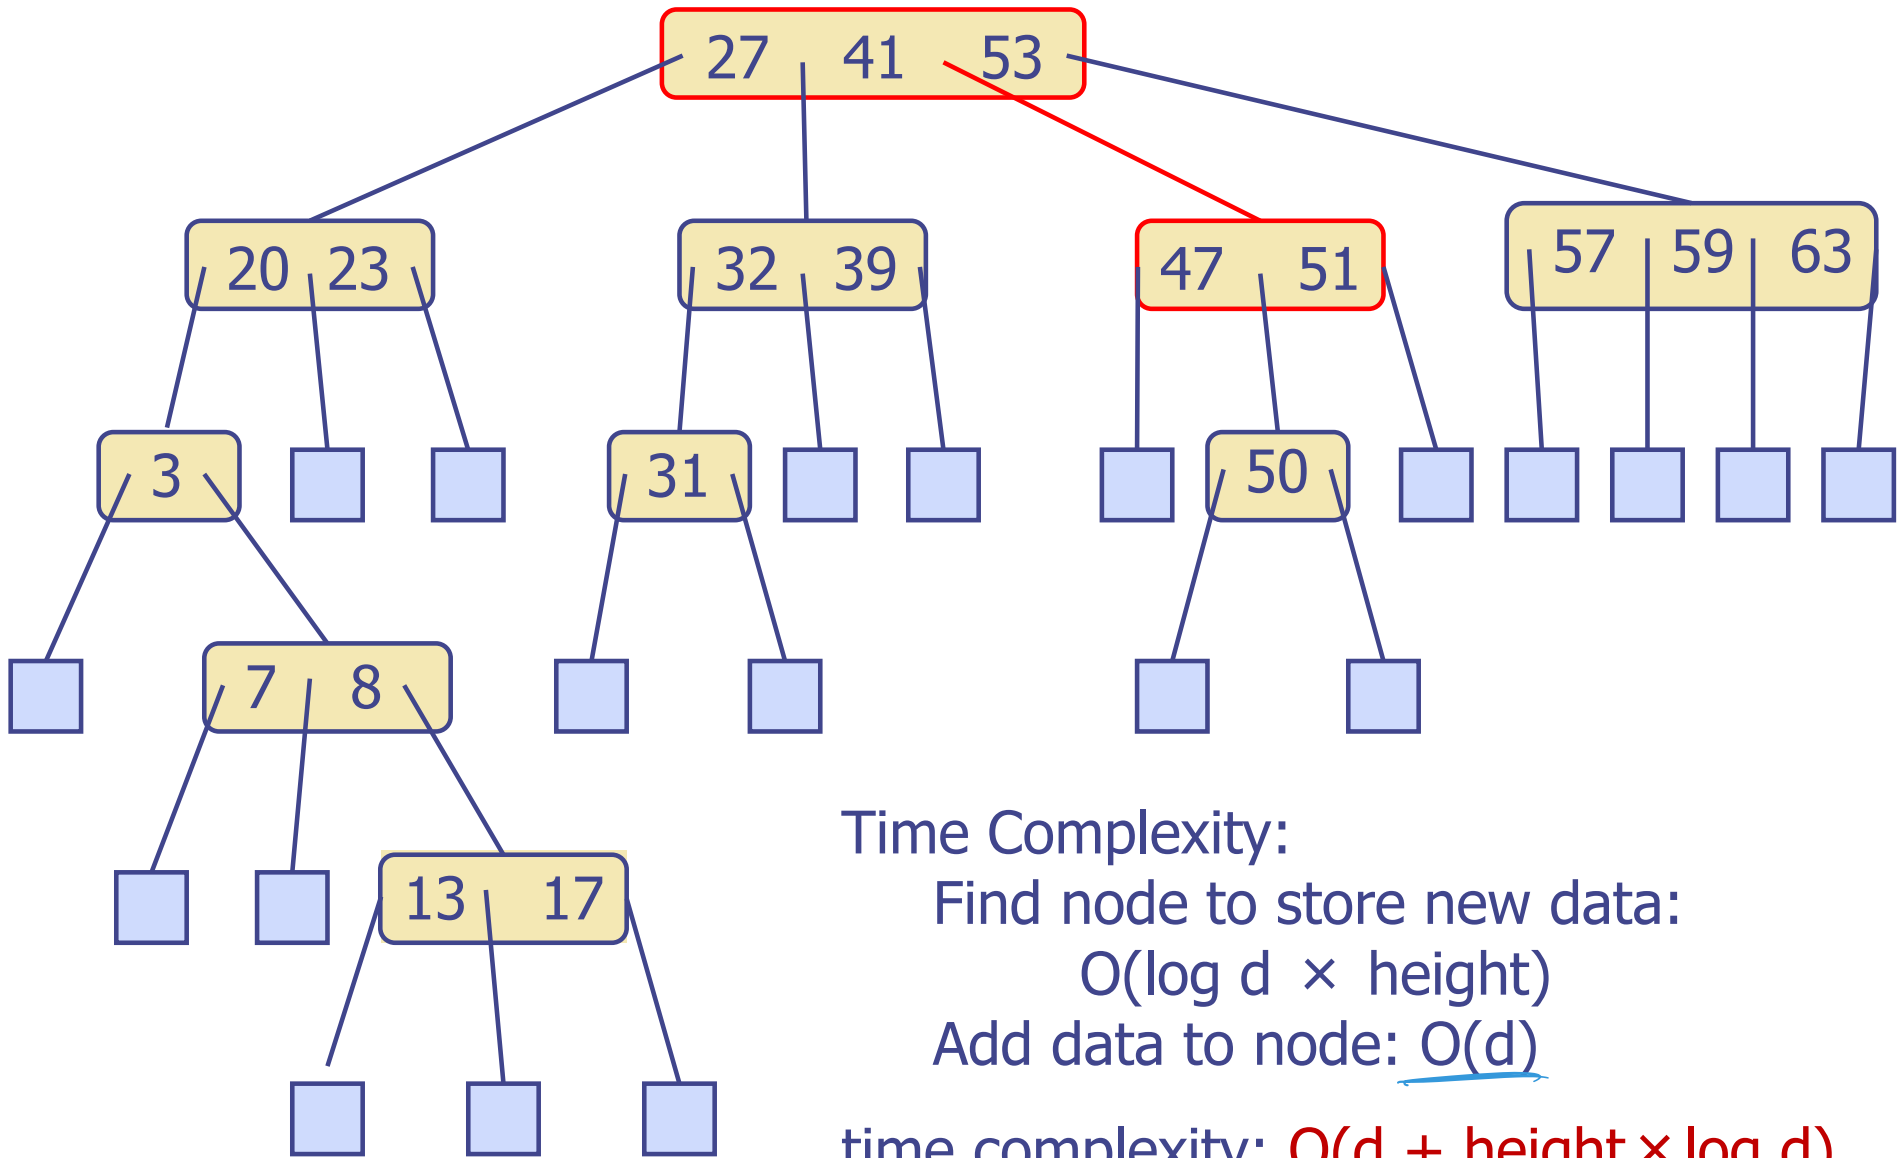 27 41 53
20 23
32 39
47 51
57 59 63
3
31
50
7 8
13 17
Time Complexity:
Find node to store new data:
O(log d × height)
Add data to node: O(d)
time complexity: O(d + height × log d)